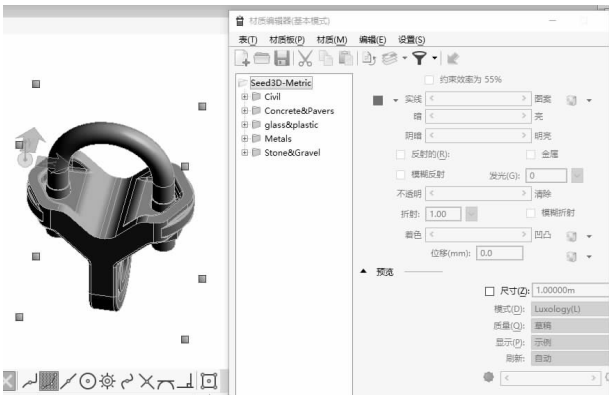 材质编辑器(基本模式)
表(T) 材质板(P) 材质(M) 编辑(E) 设置(S)
Seed3D-Metric
Civil
Concrete&Pavers
glass&plastic
Metals
Stone&Gravel
约束效率为 55%
实线 图案
暗 亮
阴暗 明亮
反射的(R): 金属
模糊反射 发光(G): 0
不透明 清除
折射: 1.00 模糊折射
着色 凹凸
位移(mm): 0.0
预览
尺寸(Z): 1.00000m
模式(D): Luxology(L)
质量(Q): 草稿
显示(P): 示例
刷新: 自动